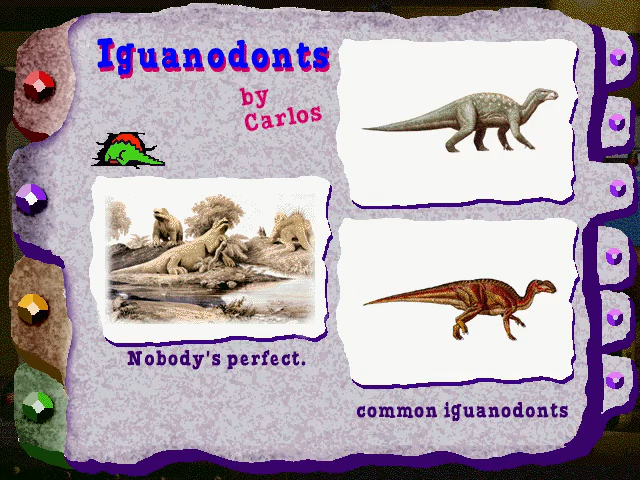 Iguanodonts
by
Carlos
Nobody's perfect.
common iguanodonts